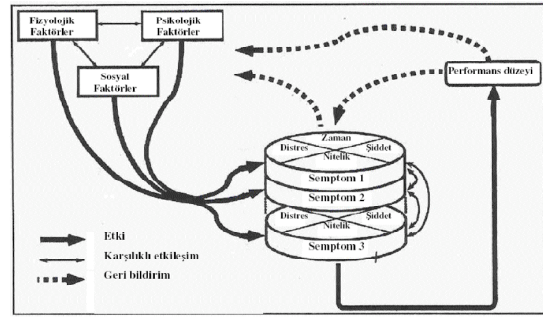 Fizyolojik
Faktörler
Psikolojik
Faktörler
Sosyal
Faktörler
Performans düzeyi
Zaman
Distres
Şiddet
Nitelik
Semptom 1
Semptom 2
Distres
Şiddet
Nitelik
Semptom 3
Etki
Karşılıklı etkileşim
Geri bildirim